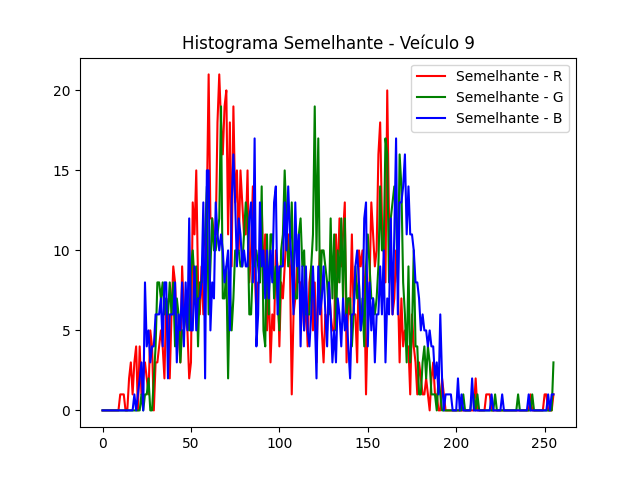 Histograma Semelhante - Veículo 9
Semelhante - R
Semelhante - G
Semelhante - B
20
15
10
5
0
0 50 100 150 200 250